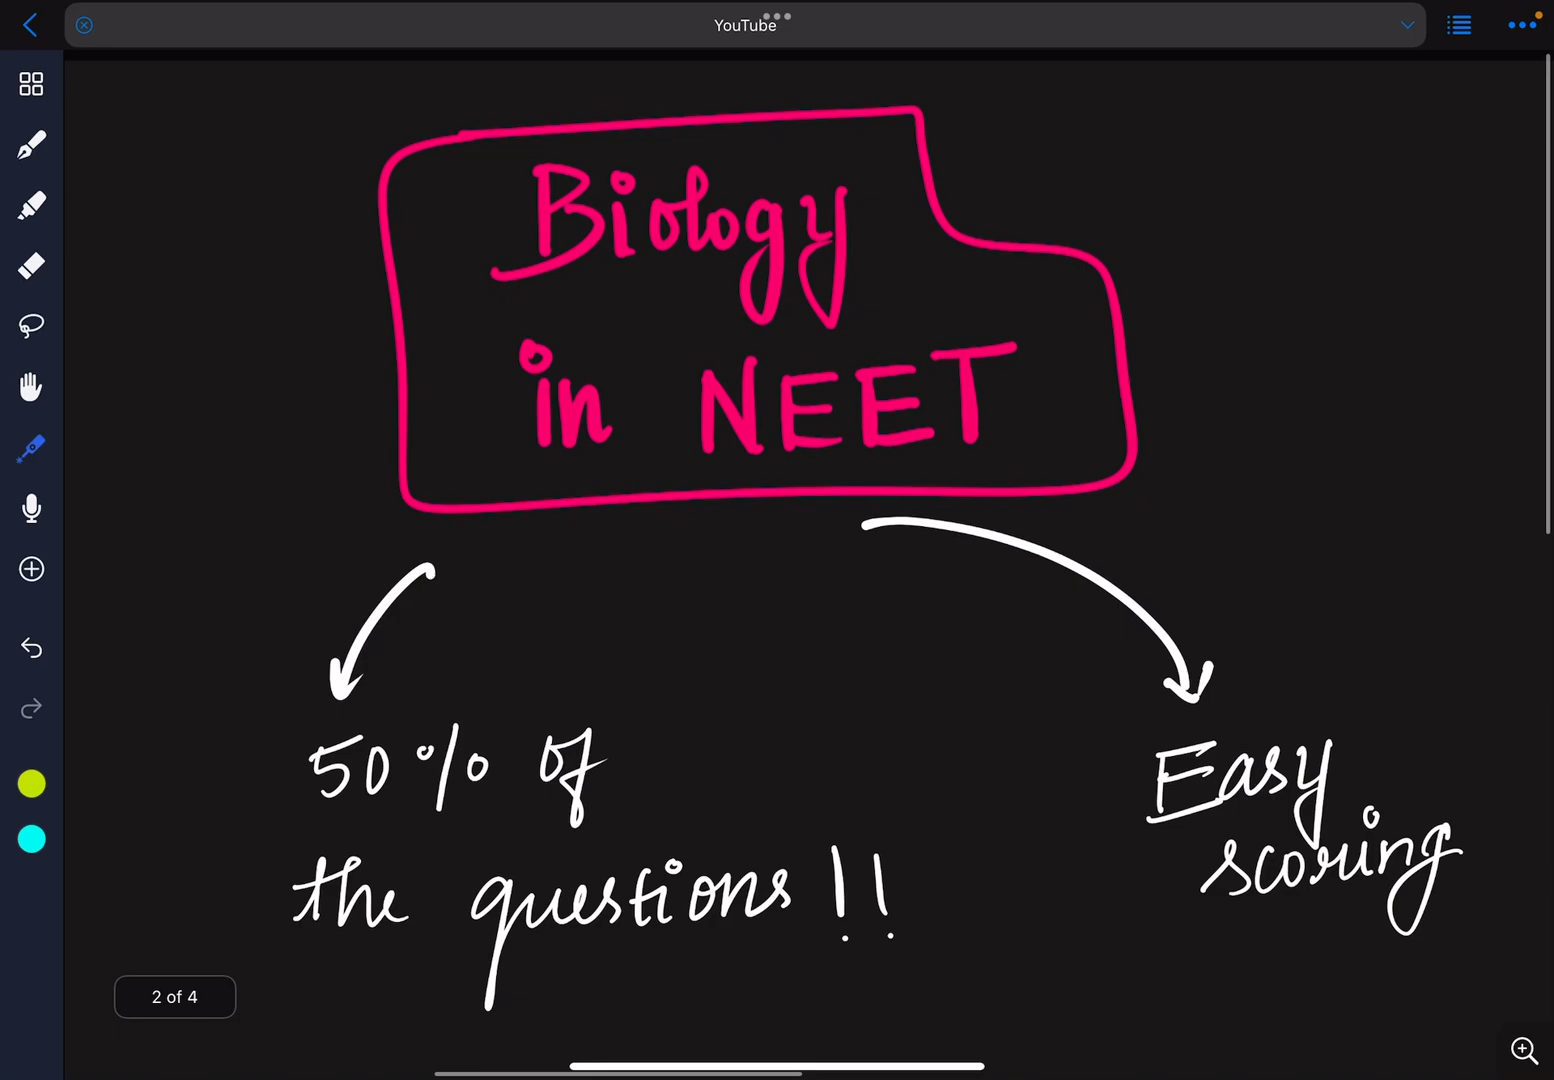 YouTube
Biology
in NEET
50% of
the questions !!
Easy
scoring
2 of 4